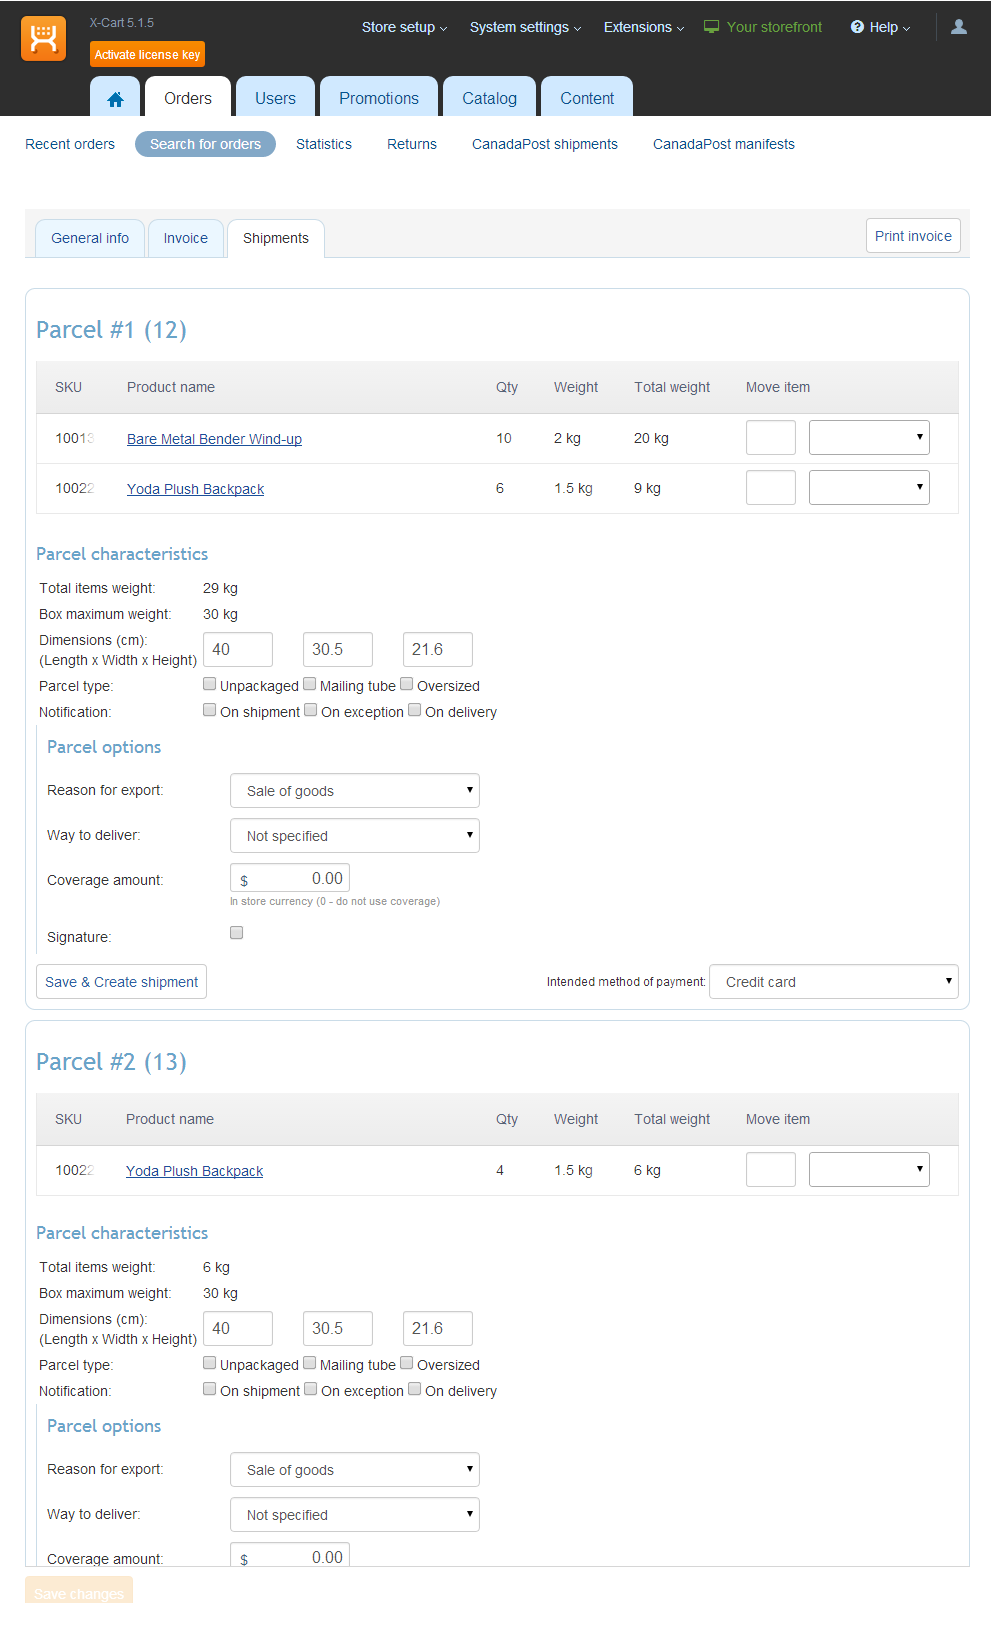 X-Cart 5.1.5
Activate license key
Store setup System settings Extensions Your storefront Help
Orders Users Promotions Catalog Content
Recent orders Search for orders Statistics Returns CanadaPost shipments CanadaPost manifests
General info Invoice Shipments Print invoice
Parcel #1 (12)
SKU Product name Qty Weight Total weight Move item
10013 Bare Metal Bender Wind-up 10 2 kg 20 kg
10022 Yoda Plush Backpack 6 1.5 kg 9 kg
Parcel characteristics
Total items weight: 29 kg
Box maximum weight: 30 kg
Dimensions (cm):
(Length x Width x Height) 40 30.5 21.6
Parcel type: Unpackaged Mailing tube Oversized
Notification: On shipment On exception On delivery
Parcel options
Reason for export: Sale of goods
Way to deliver: Not specified
Coverage amount: $ 0.00
In store currency (0 - do not use coverage)
Signature:
Save & Create shipment Intended method of payment: Credit card
Parcel #2 (13)
SKU Product name Qty Weight Total weight Move item
10022 Yoda Plush Backpack 4 1.5 kg 6 kg
Parcel characteristics
Total items weight: 6 kg
Box maximum weight: 30 kg
Dimensions (cm):
(Length x Width x Height) 40 30.5 21.6
Parcel type: Unpackaged Mailing tube Oversized
Notification: On shipment On exception On delivery
Parcel options
Reason for export: Sale of goods
Way to deliver: Not specified
Coverage amount: $ 0.00
Save changes